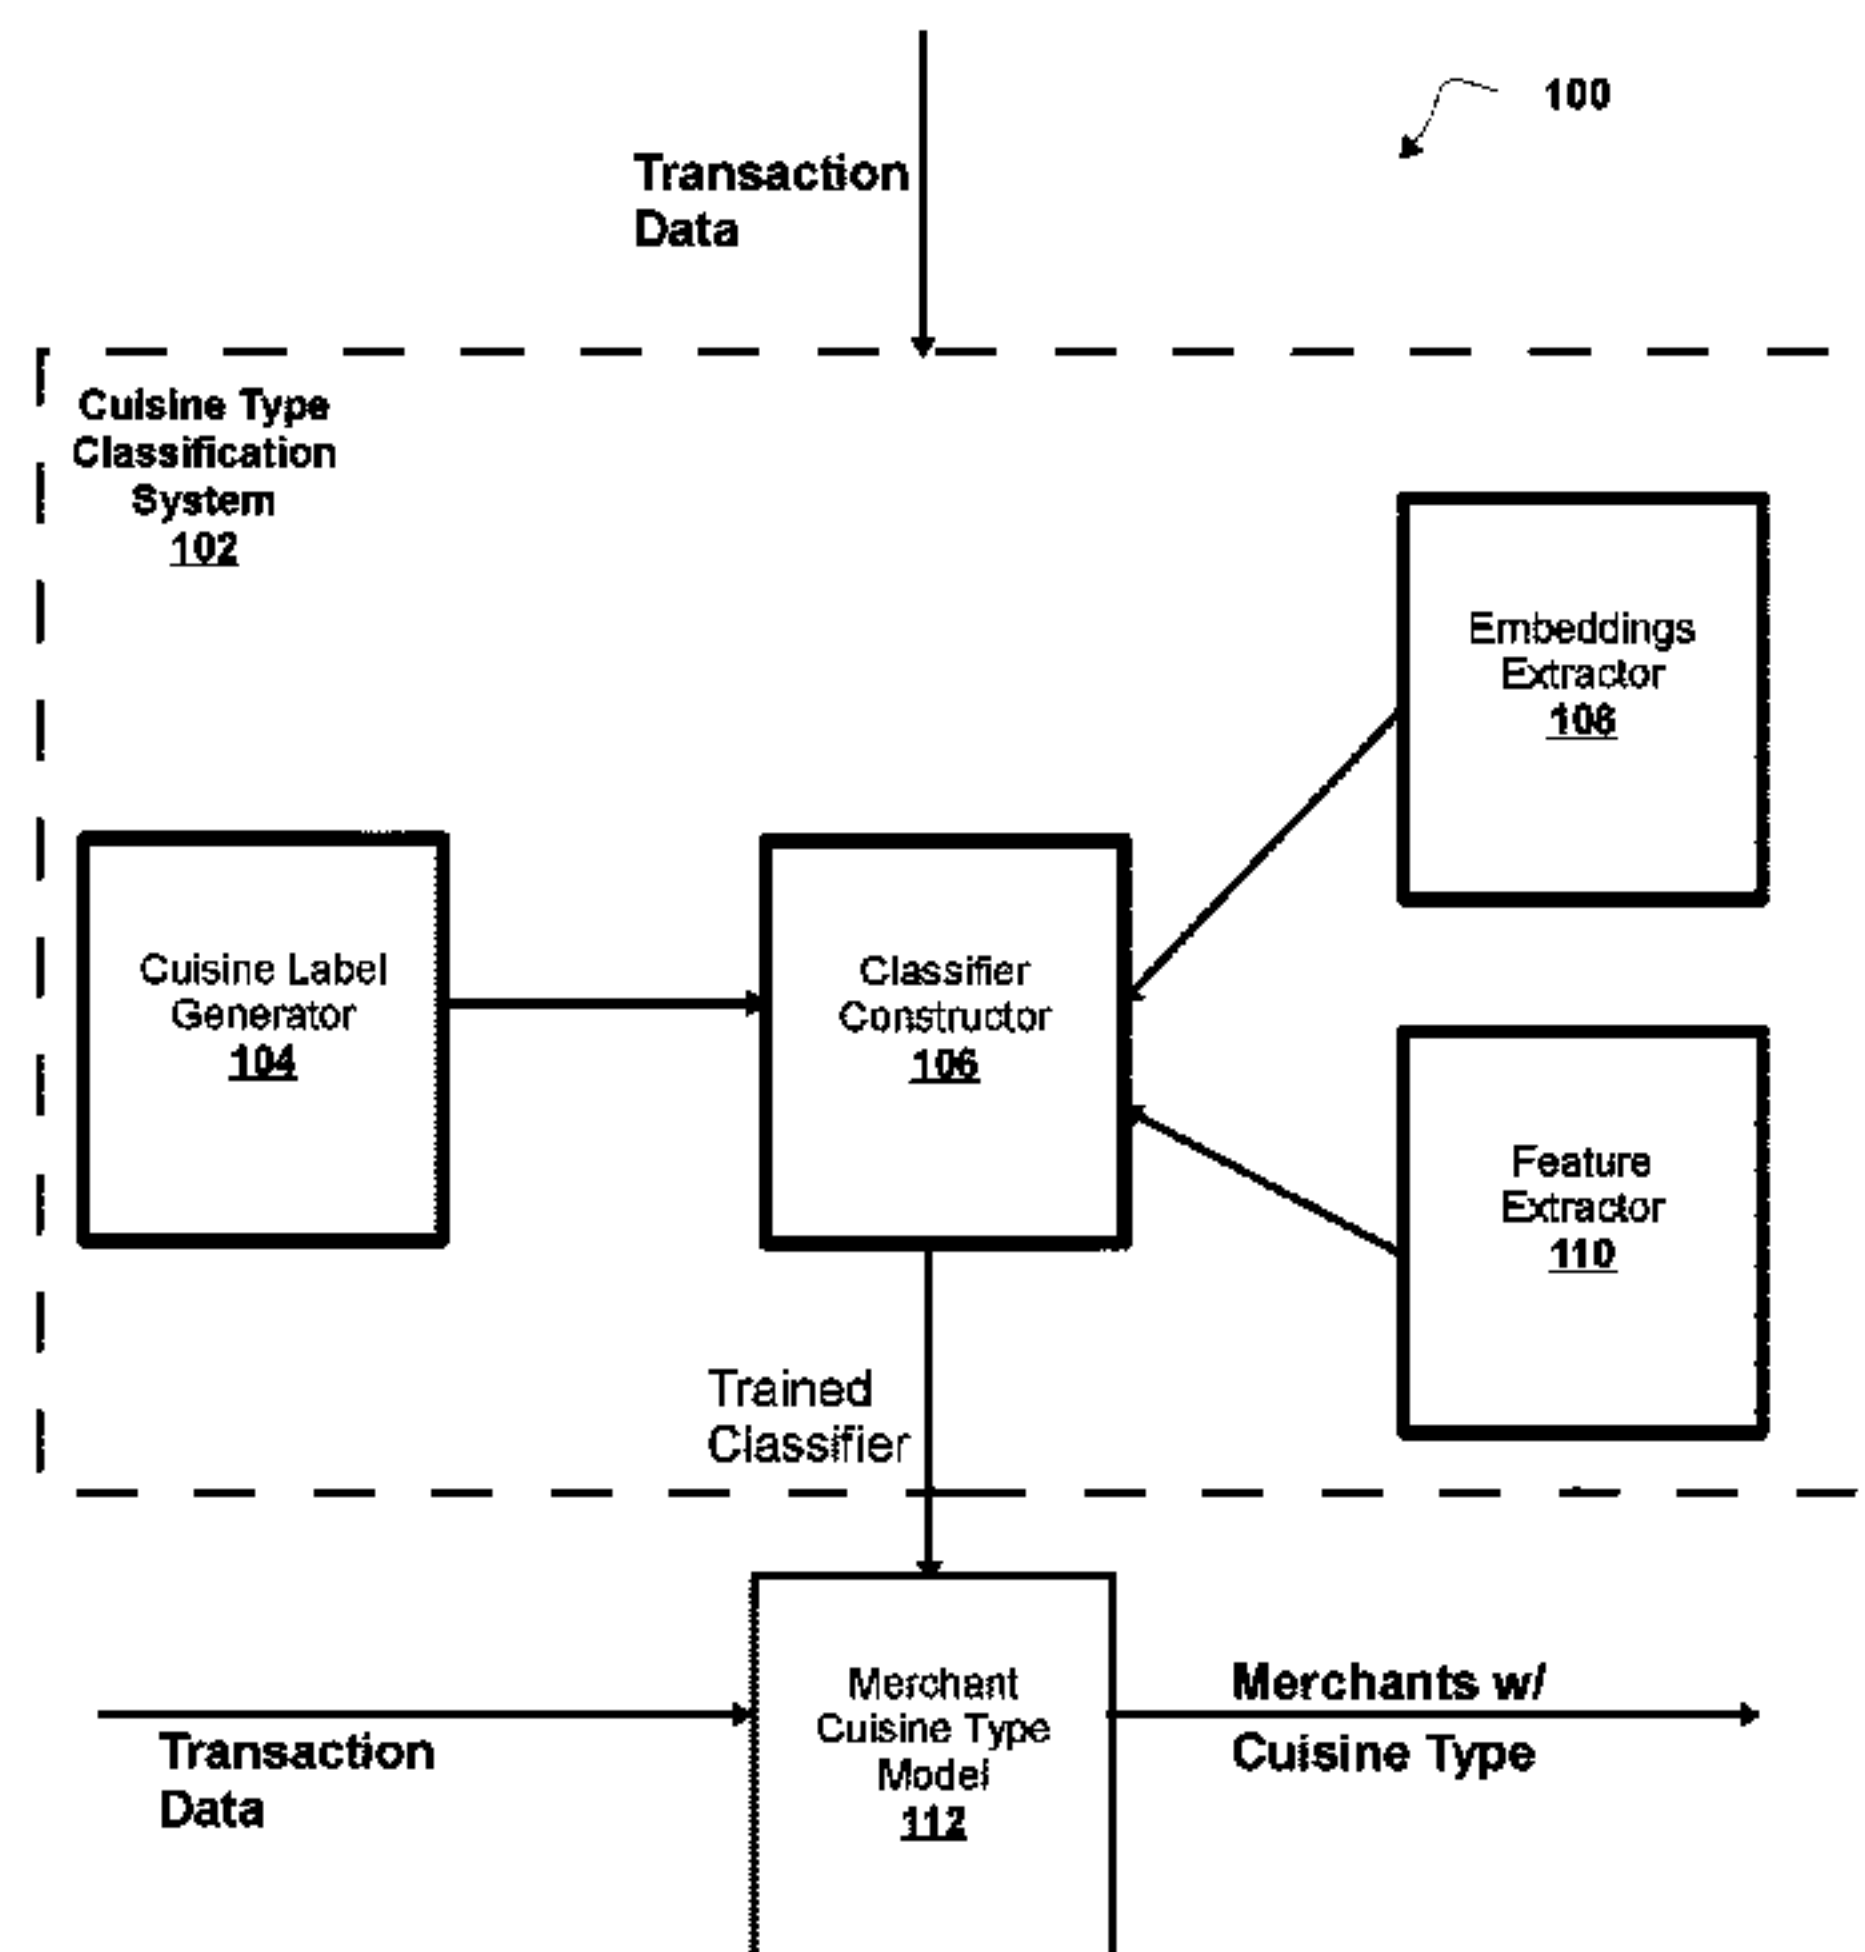 100
Transaction
Data
Cuisine Type
Classification
System
102
Embeddings
Extractor
108
Cuisine Label
Generator
104
Classifier
Constructor
106
Feature
Extractor
110
Trained
Classifier
Merchant
Cuisine Type
Model
112
Transaction
Data
Merchants w/
Cuisine Type